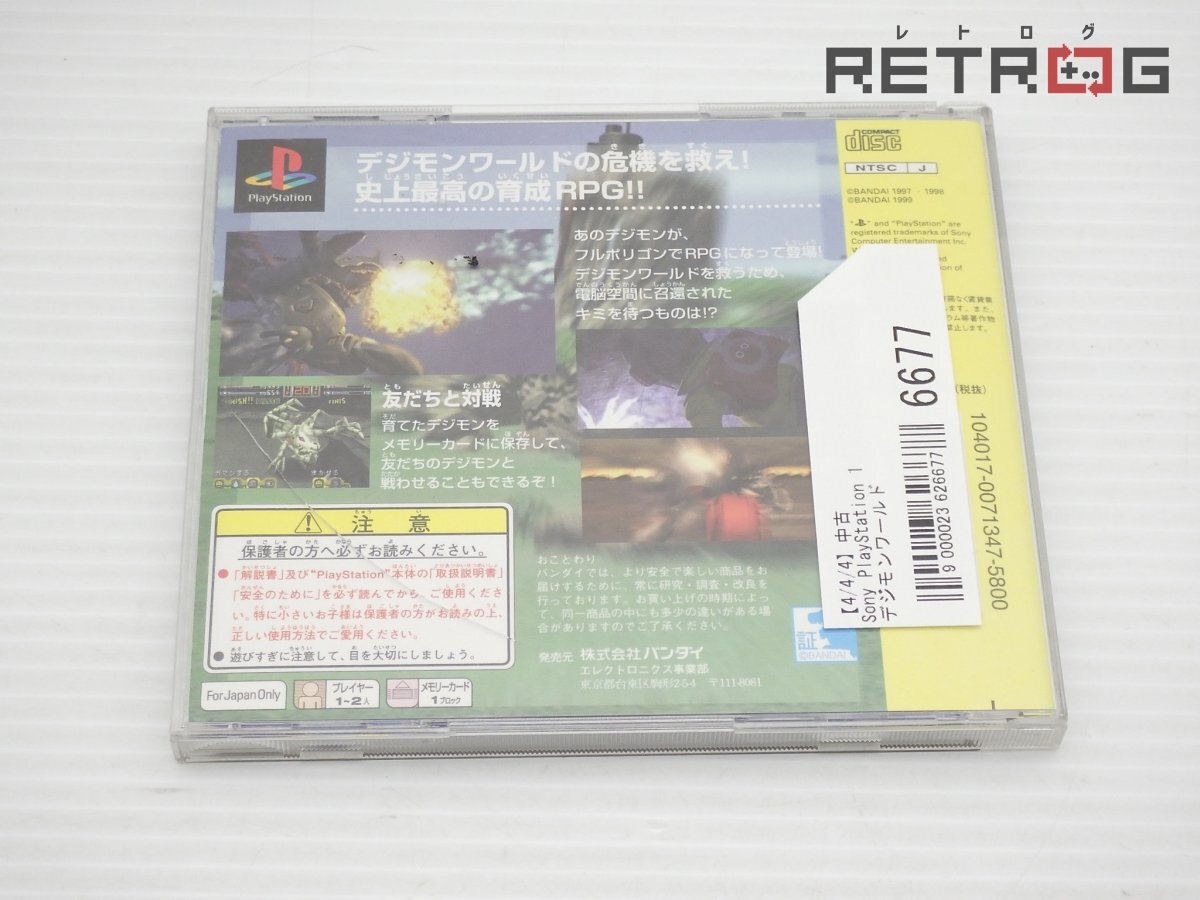 レトログ
RETROG
PlayStation
デジモンワールドの危機を救え!
史上最高の育成RPG!!
あのデジモンが、
フルポリゴンでRPGになって登場!
デジモンワールドを救うため、
電脳空間に召還された
キミを待つものは!?
友だちと対戦
育てたデジモンを
メモリーカードに保存して、
友だちのデジモンと
戦わせることもできるぞ!
注意
保護者の方へ必ずお読みください。
●「解説書」及び"PlayStation"本体の「取扱説明書」
「安全のために」を必ず読んでから、ご使用くださ
い。特に小さいお子様は保護者の方がお読みの上、
正しい使用方法でご愛用ください。
●遊びすぎに注意して、目を大切にしましょう。
For Japan Only
プレイヤー
1~2人
メモリーカード
1ブロック
おことわり
バンダイでは、より安全で楽しい商品をお
届けするために、常に研究・調査・改良を
行っております。お買い上げの時期によっ
て、同一商品の中にも多少の違いがある場
合がありますのでご了承ください。
発売元 株式会社バンダイ
エレクトロニクス事業部
東京都台東区駒形2-5-4 〒111-8081
証
©BANDAI
COMPACT
disc
NTSC J
©BANDAI 1997・1998
©BANDAI 1999
" " and "PlayStation" are
registered trademarks of Sony
Computer Entertainment Inc.
(税抜)
104017-0071347-5800
6677
9 000023 626677
【4/4/4】中古
Sony PlayStation 1
デジモンワールド